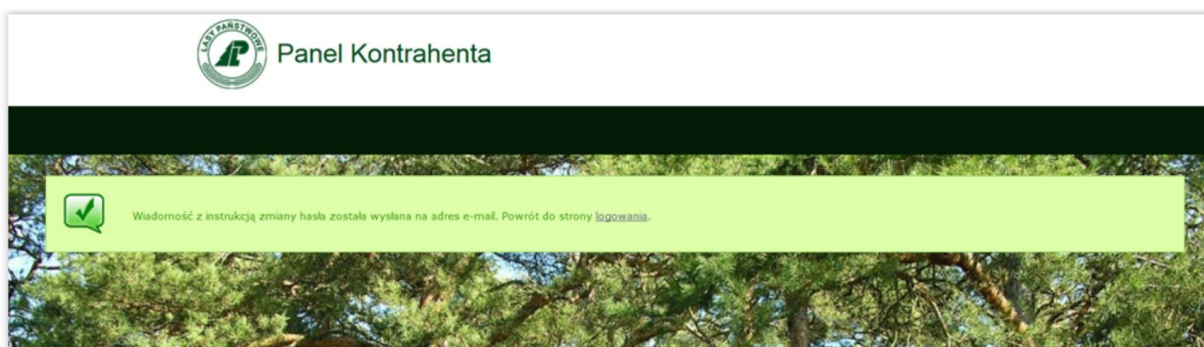 LASY PAŃSTWOWE
Panel Kontrahenta
Wiadomość z instrukcją zmiany hasła została wysłana na adres e-mail. Powrót do strony logowania.